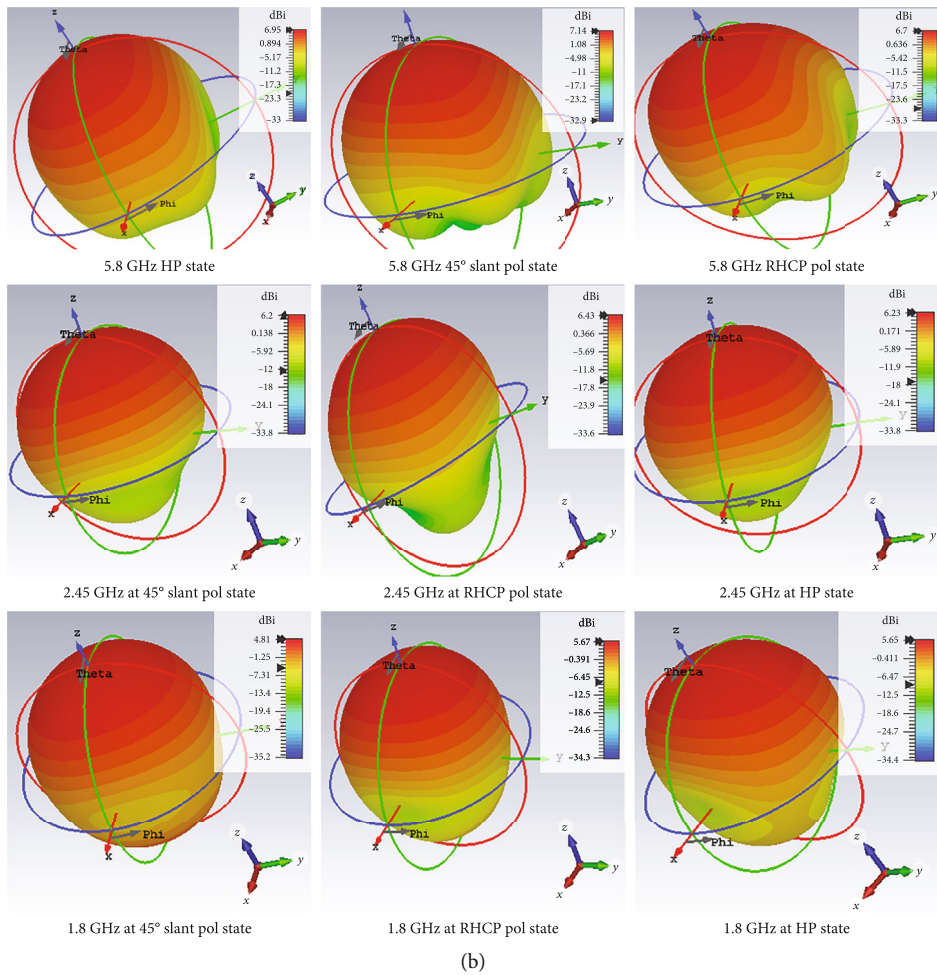 dBi
6.95
0.894
-5.17
-11.2
-17.3
-23.3
-33
z
Theta
Phi
x
z
y
x
5.8 GHz HP state
dBi
7.14
1.08
-4.99
-11
-17.1
-32.9
Theta
y
Phi
x
z
y
x
5.8 GHz 45° slant pol state
dBi
6.7
0.636
-5.42
-11.5
-17.5
-27.3
-33.3
Theta
Phi
x
z
y
x
5.8 GHz RHCP pol state
dBi
6.2
0.138
-5.92
-12
-18
-24.1
-33.8
z
Theta
Y
Phi
x
z
y
x
2.45 GHz at 45° slant pol state
dBi
6.43
0.366
-5.69
-11.8
-17.8
-23.9
-33.6
z
Theta
y
Phi
x
z
y
x
2.45 GHz at RHCP pol state
dBi
6.23
0.171
-5.89
-11.9
-18
-24.1
-33.8
z
Theta
Y
Phi
x
z
y
x
2.45 GHz at HP state
dBi
4.81
-1.25
-7.31
-13.4
-19.4
-25.5
-35.2
z
Theta
Phi
x
z
y
x
1.8 GHz at 45° slant pol state
dBi
5.67
-0.391
-6.45
-12.5
-18.6
-24.6
-34.3
z
Theta
Y
Phi
x
z
y
x
1.8 GHz at RHCP pol state
dBi
5.65
-0.411
-6.47
-12.5
-18.6
-24.7
-34.4
z
Theta
Y
Phi
x
z
y
x
1.8 GHz at HP state
(b)